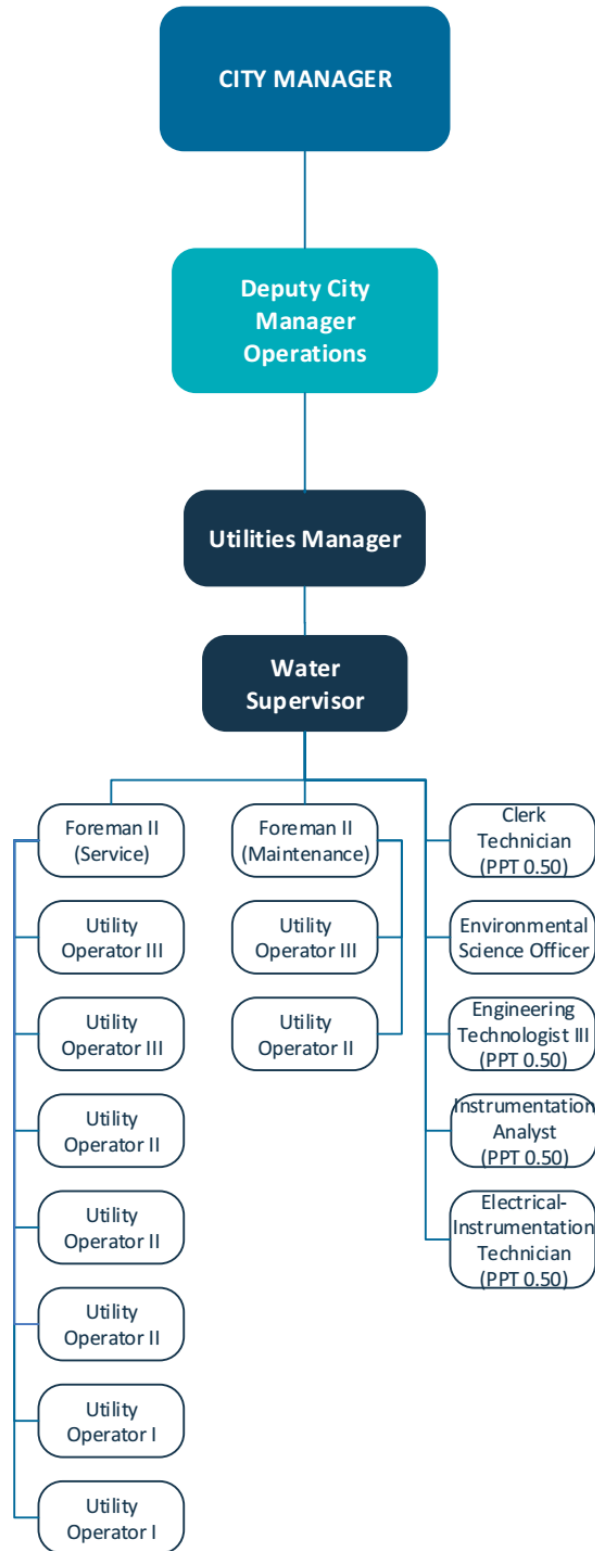 CITY MANAGER
Deputy City
Manager
Operations
Utilities Manager
Water
Supervisor
Foreman II
(Service)
Utility
Operator III
Utility
Operator III
Utility
Operator II
Utility
Operator II
Utility
Operator II
Utility
Operator I
Utility
Operator I
Foreman II
(Maintenance)
Utility
Operator III
Utility
Operator II
Clerk
Technician
(PPT 0.50)
Environmental
Science Officer
Engineering
Technologist III
(PPT 0.50)
Instrumentation
Analyst
(PPT 0.50)
Electrical-
Instrumentation
Technician
(PPT 0.50)